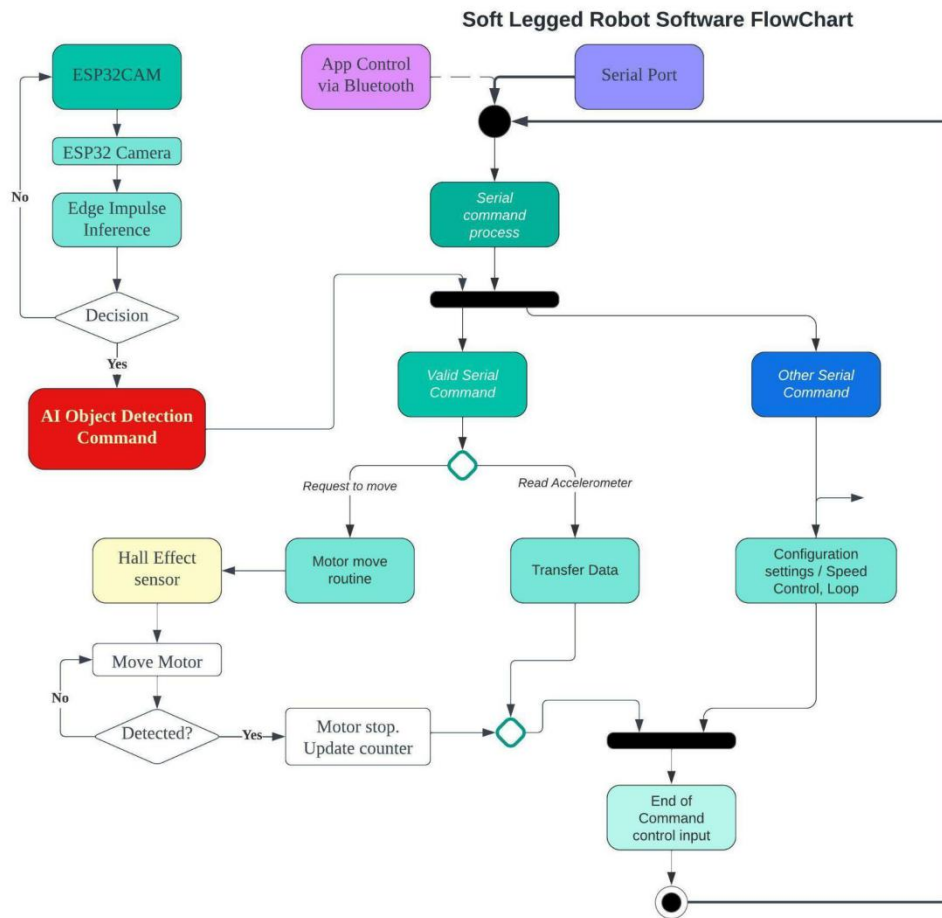 Soft Legged Robot Software FlowChart
ESP32CAM
App Control
via Bluetooth
Serial Port
ESP32 Camera
No
Edge Impulse
Inference
Serial
command
process
Decision
Yes
Valid Serial
Command
Other Serial
Command
AI Object Detection
Command
Request to move
Read Accelerometer
Hall Effect
sensor
Motor move
routine
Transfer Data
Configuration
settings / Speed
Control, Loop
Move Motor
No
Detected?
Yes
Motor stop.
Update counter
End of
Command
control input